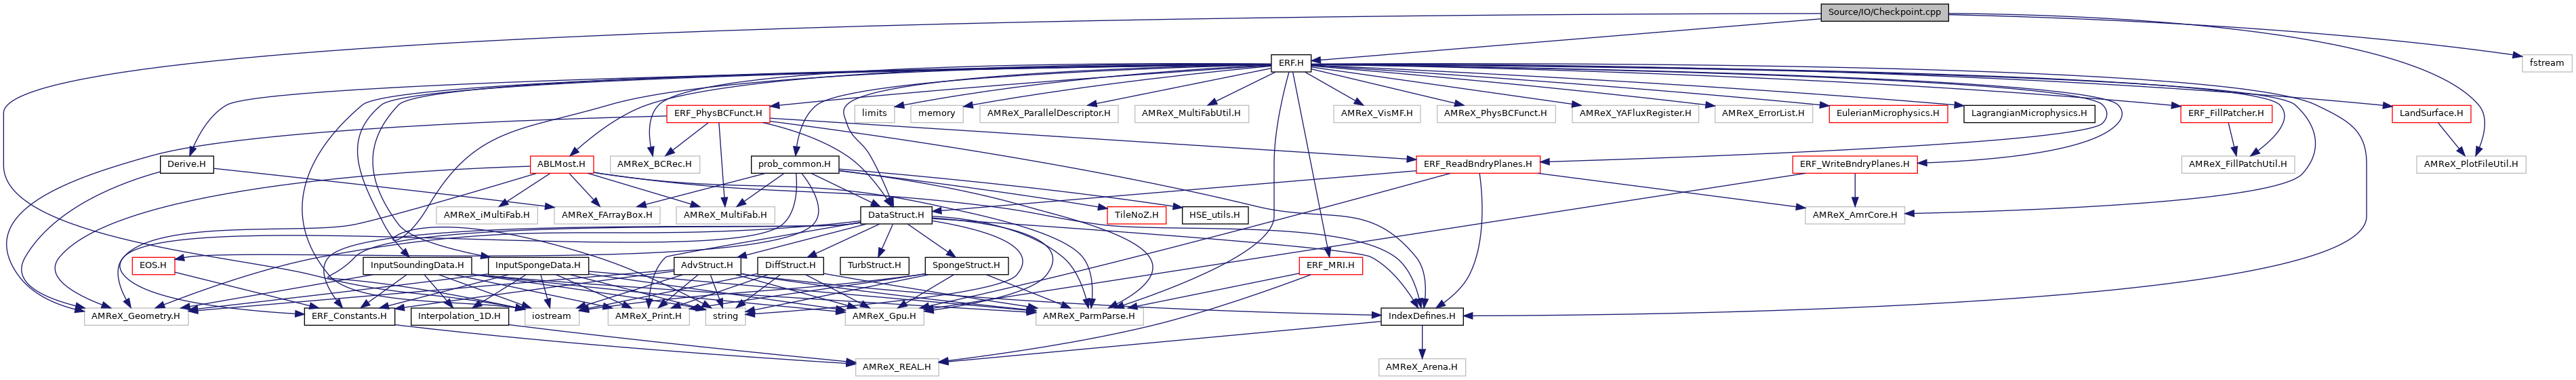 Source/IO/Checkpoint.cpp
ERF.H
fstream
ERF_PhysBCFunct.H
limits
memory
AMReX_ParallelDescriptor.H
AMReX_MultiFabUtil.H
AMReX_VisMF.H
AMReX_PhysBCFunct.H
AMReX_YAFluxRegister.H
AMReX_ErrorList.H
EulerianMicrophysics.H
LagrangianMicrophysics.H
ERF_FillPatcher.H
LandSurface.H
Derive.H
ABLMost.H
AMReX_BCRec.H
prob_common.H
ERF_ReadBndryPlanes.H
ERF_WriteBndryPlanes.H
AMReX_FillPatchUtil.H
AMReX_PlotFileUtil.H
AMReX_iMultiFab.H
AMReX_FArrayBox.H
AMReX_MultiFab.H
DataStruct.H
TileNoZ.H
HSE_utils.H
AMReX_AmrCore.H
EOS.H
InputSoundingData.H
InputSpongeData.H
AdvStruct.H
DiffStruct.H
TurbStruct.H
SpongeStruct.H
ERF_MRI.H
AMReX_Geometry.H
ERF_Constants.H
Interpolation_1D.H
iostream
AMReX_Print.H
string
AMReX_Gpu.H
AMReX_ParmParse.H
IndexDefines.H
AMReX_REAL.H
AMReX_Arena.H